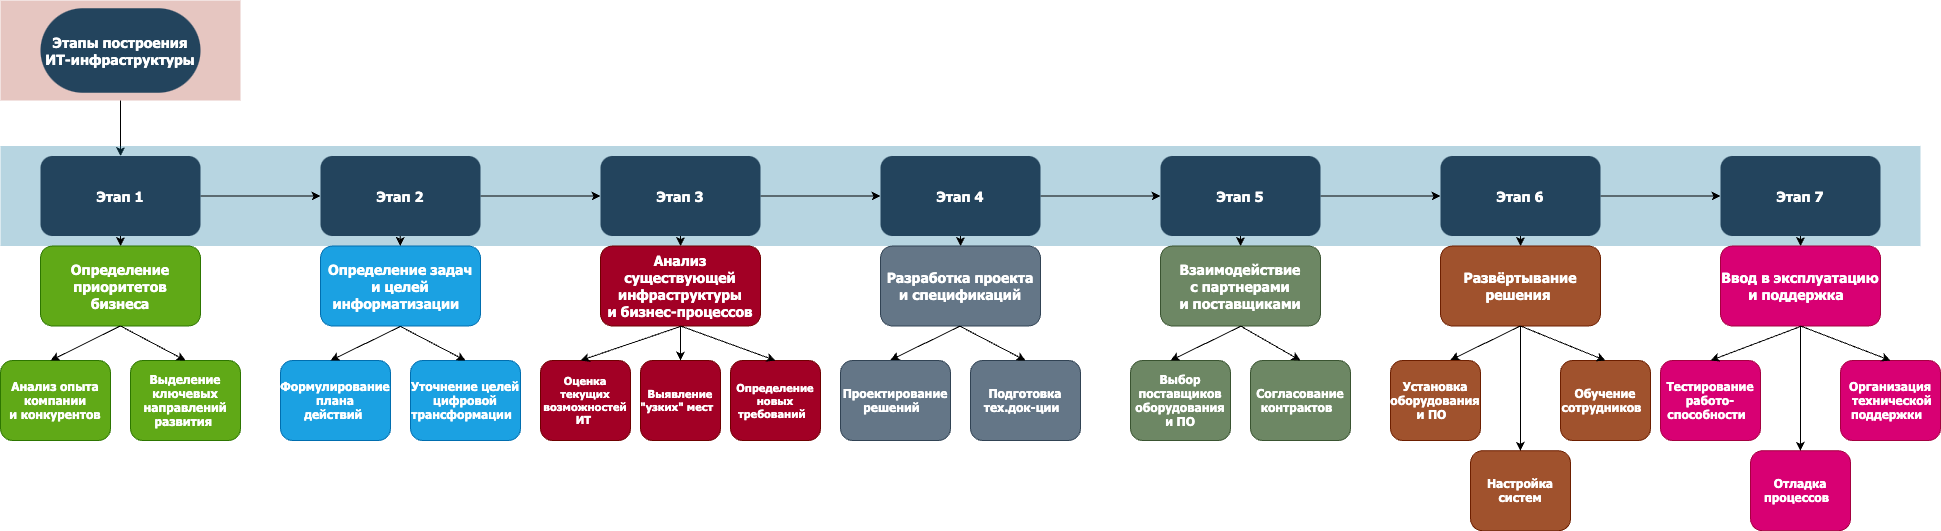 Этапы построения
ИТ-инфраструктуры
Этап 1
Этап 2
Этап 3
Этап 4
Этап 5
Этап 6
Этап 7
Определение
приоритетов
бизнеса
Определение задач
и целей
информатизации
Анализ
существующей
инфраструктуры
и бизнес-процессов
Разработка проекта
и спецификаций
Взаимодействие
с партнерами
и поставщиками
Развёртывание
решения
Ввод в эксплуатацию
и поддержка
Анализ опыта
компании
и конкурентов
Выделение
ключевых
направлений
развития
Формулирование
плана
действий
Уточнение целей
цифровой
трансформации
Оценка
текущих
возможностей
ИТ
Выявление
"узких" мест
Определение
новых
требований
Проектирование
решений
Подготовка
тех.док-ции
Выбор
поставщиков
оборудования
и ПО
Согласование
контрактов
Установка
оборудования
и ПО
Обучение
сотрудников
Настройка
систем
Тестирование
работо-
способности
Организация
технической
поддержки
Отладка
процессов